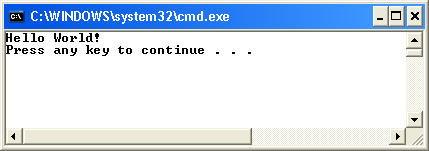 C:\WINDOWS\system32\cmd.exe
Hello World!
Press any key to continue . . .